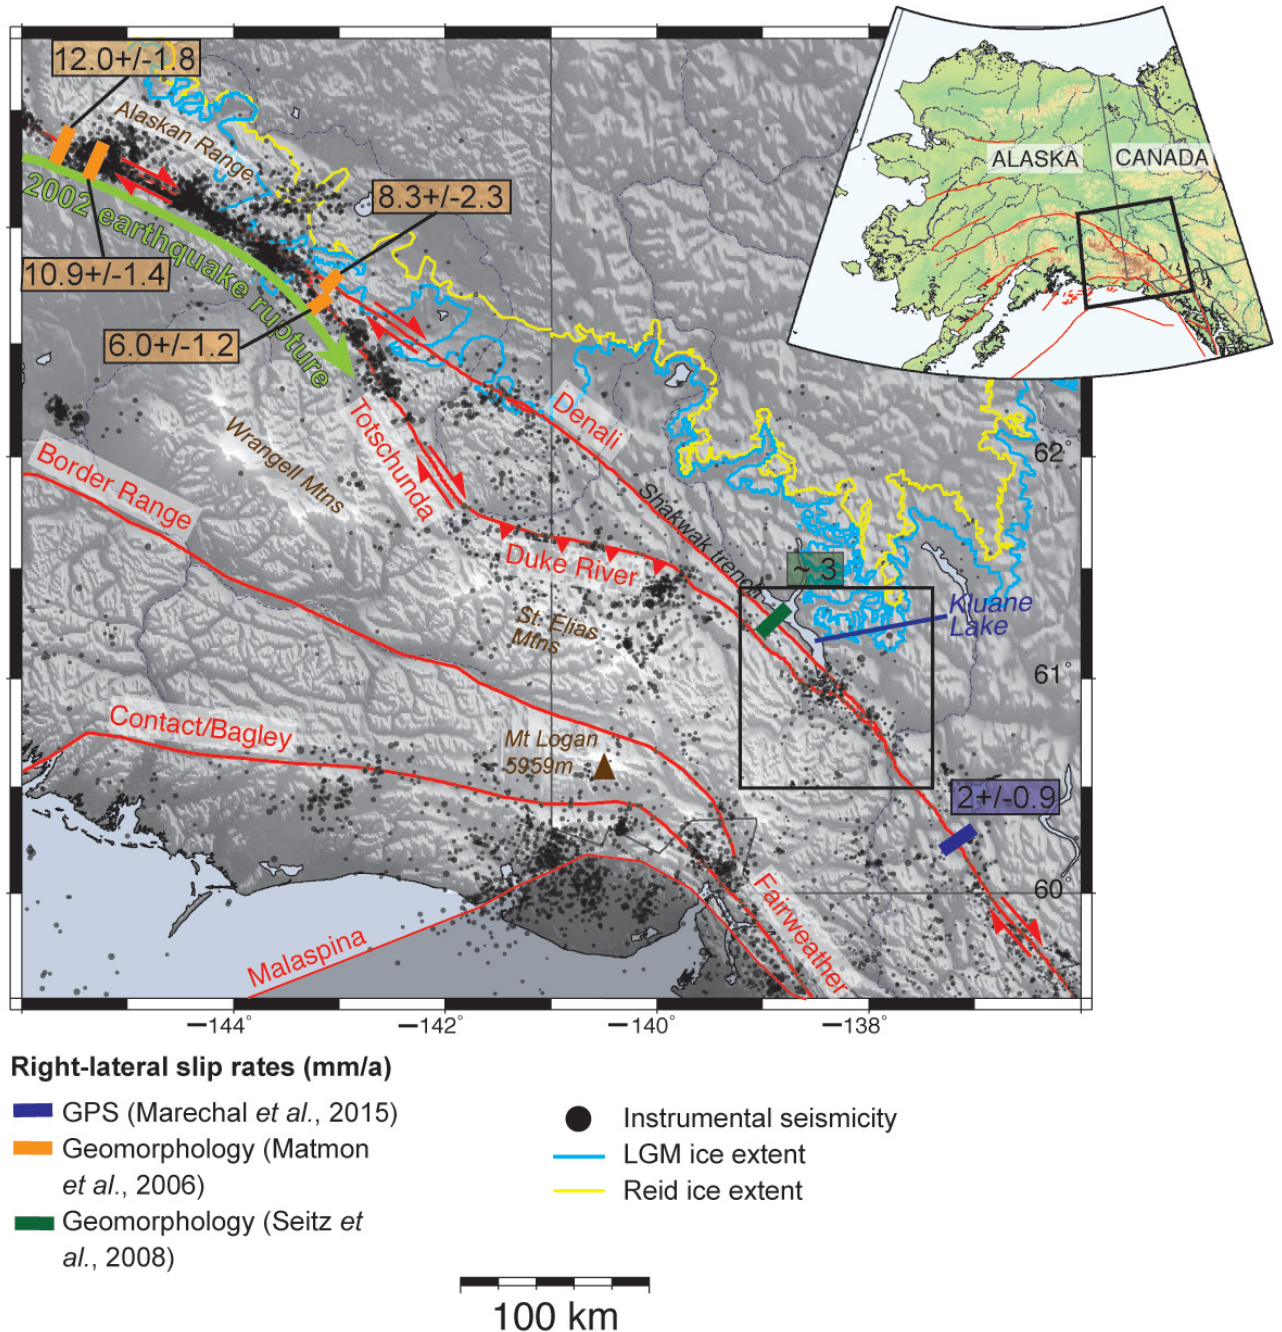 12.0+/-1.8
Alaskan Range
ALASKA
CANADA
2002 earthquake rupture
8.3+/-2.3
10.9+/-1.4
6.0+/-1.2
Denali
Totschunda
Wrangell Mtns
Border Range
62°
Shakwak trench
Duke River
~ 3
Kluane
Lake
St. Elias
Mtns
61°
Contact/Bagley
Mt Logan
5959m
2+/-0.9
60°
Fairweather
Malaspina
−144°
−142°
−140°
−138°
Right-lateral slip rates (mm/a)
GPS (Marechal et al., 2015)
Geomorphology (Matmon
et al., 2006)
Geomorphology (Seitz et
al., 2008)
Instrumental seismicity
LGM ice extent
Reid ice extent
100 km